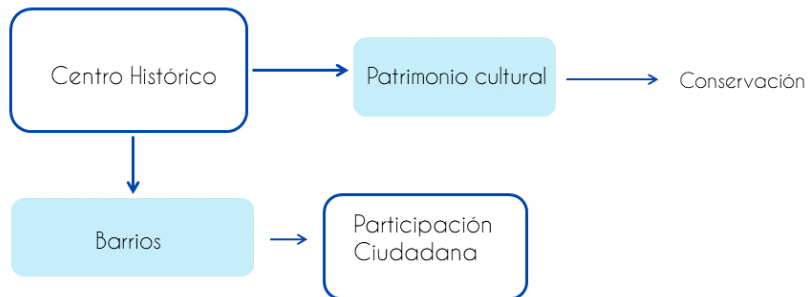 Centro Histórico
Patrimonio cultural
Conservación
Barrios
Participación
Ciudadana